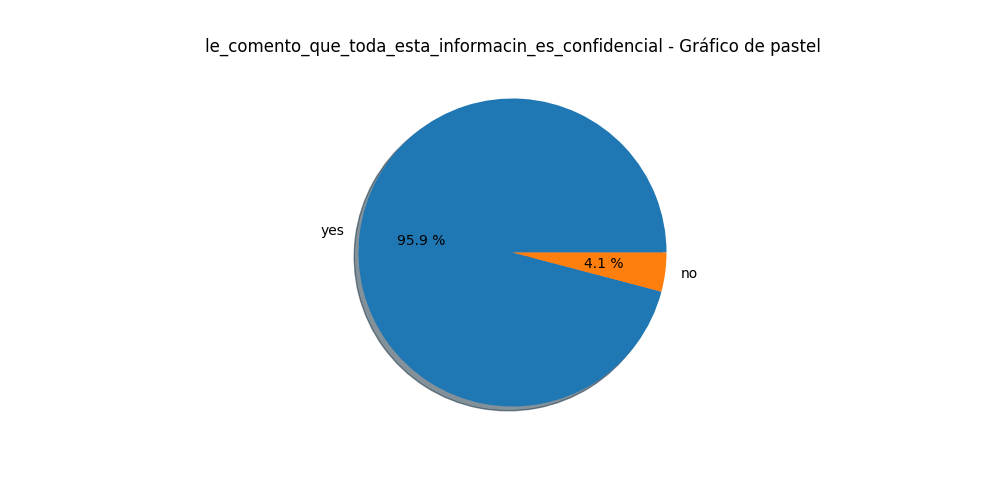 le_comento_que_toda_esta_informacin_es_confidencial - Gráfico de pastel
yes
95.9 %
4.1 %
no